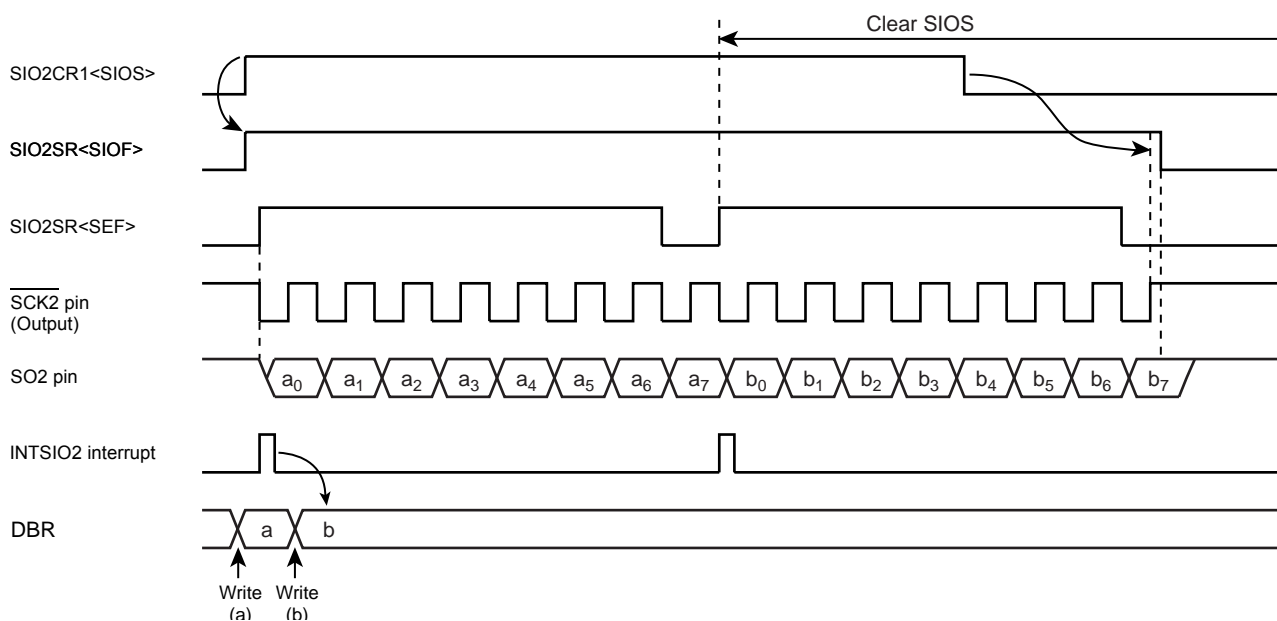 Clear SIOS
SIO2CR1<SIOS>
SIO2SR<SIOF>
SIO2SR<SEF>
SCK2 pin
(Output)
SO2 pin
a0 a1 a2 a3 a4 a5 a6 a7 b0 b1 b2 b3 b4 b5 b6 b7
INTSIO2 interrupt
DBR
a b
Write Write
(a) (b)